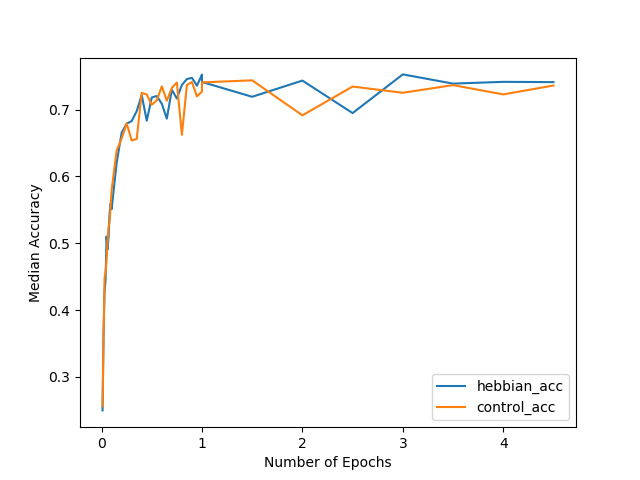 0.7
0.6
0.5
0.4
0.3
Median Accuracy
hebbian_acc
control_acc
0 1 2 3 4
Number of Epochs